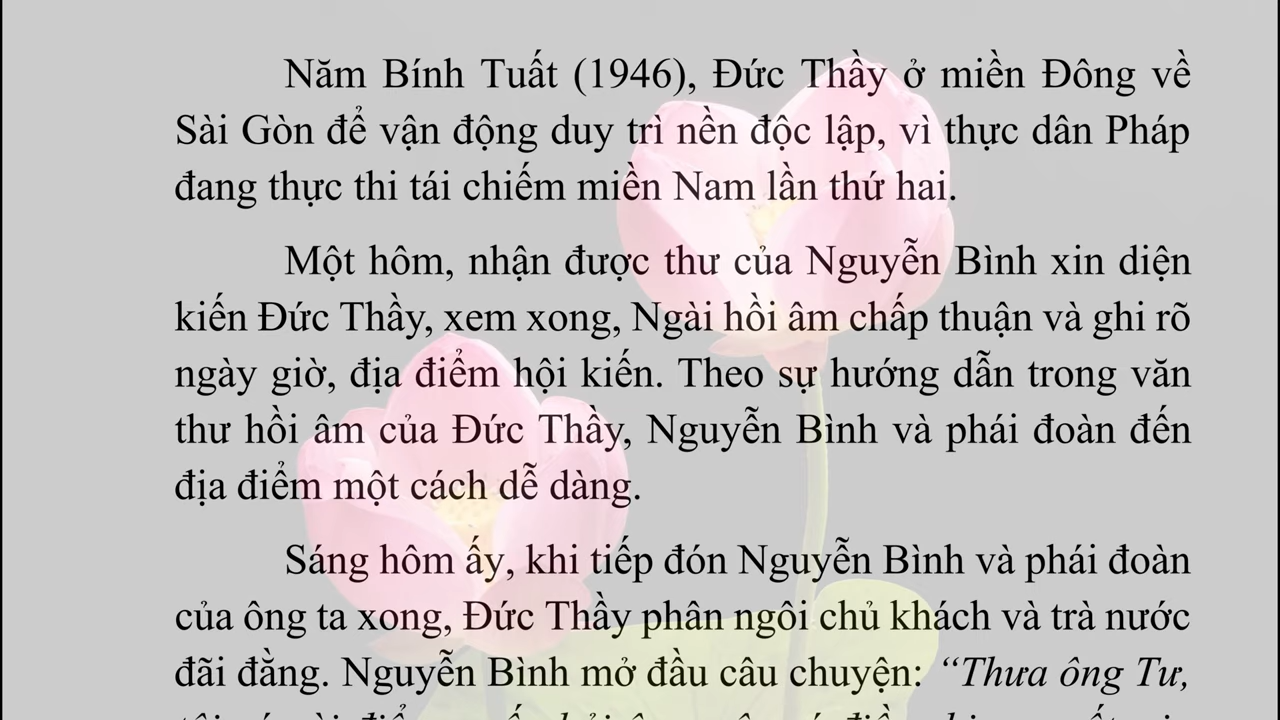 Năm Bính Tuất (1946), Đức Thầy ở miền Đông về
Sài Gòn để vận động duy trì nền độc lập, vì thực dân Pháp
đang thực thi tái chiếm miền Nam lần thứ hai.
Một hôm, nhận được thư của Nguyễn Bình xin diện
kiến Đức Thầy, xem xong, Ngài hồi âm chấp thuận và ghi rõ
ngày giờ, địa điểm hội kiến. Theo sự hướng dẫn trong văn
thư hồi âm của Đức Thầy, Nguyễn Bình và phái đoàn đến
địa điểm một cách dễ dàng.
Sáng hôm ấy, khi tiếp đón Nguyễn Bình và phái đoàn
của ông ta xong, Đức Thầy phân ngôi chủ khách và trà nước
đãi đằng. Nguyễn Bình mở đầu câu chuyện: “Thưa ông Tư,